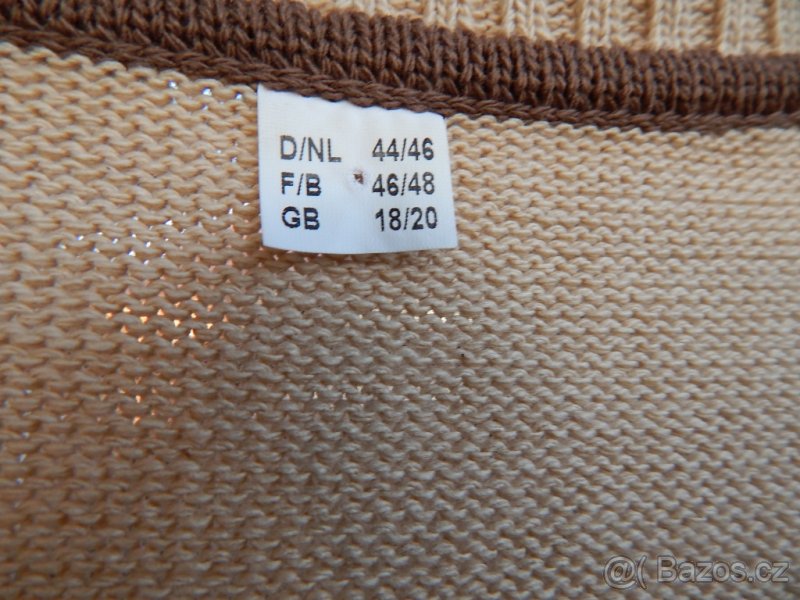 D/NL 44/46
F/B 46/48
GB 18/20
@ Bazos.cz